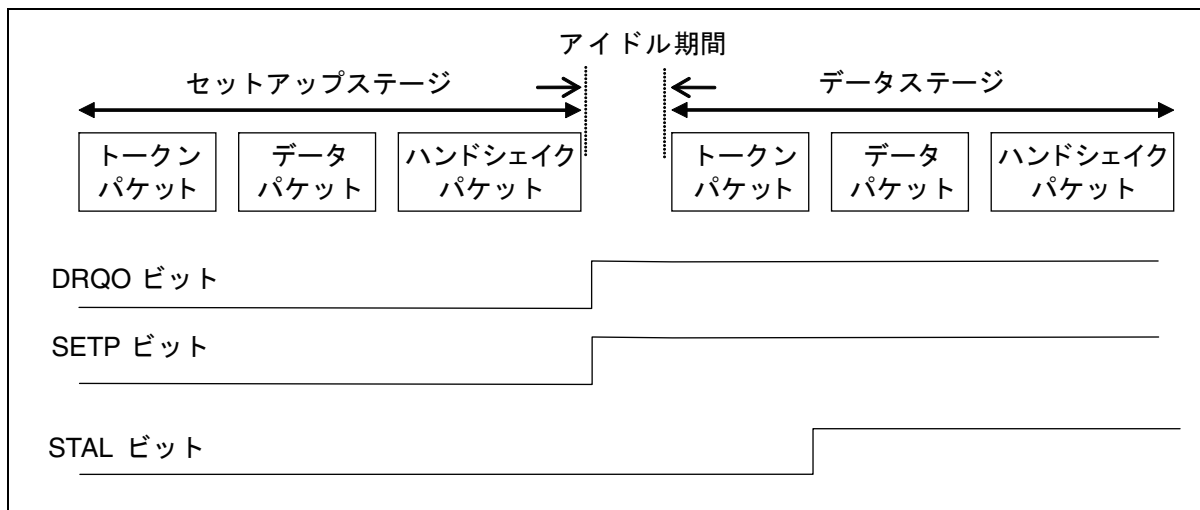 アイドル期間
セットアップステージ
データステージ
トークン
パケット
データ
パケット
ハンドシェイク
パケット
トークン
パケット
データ
パケット
ハンドシェイク
パケット
DRQO ビット
SETP ビット
STAL ビット